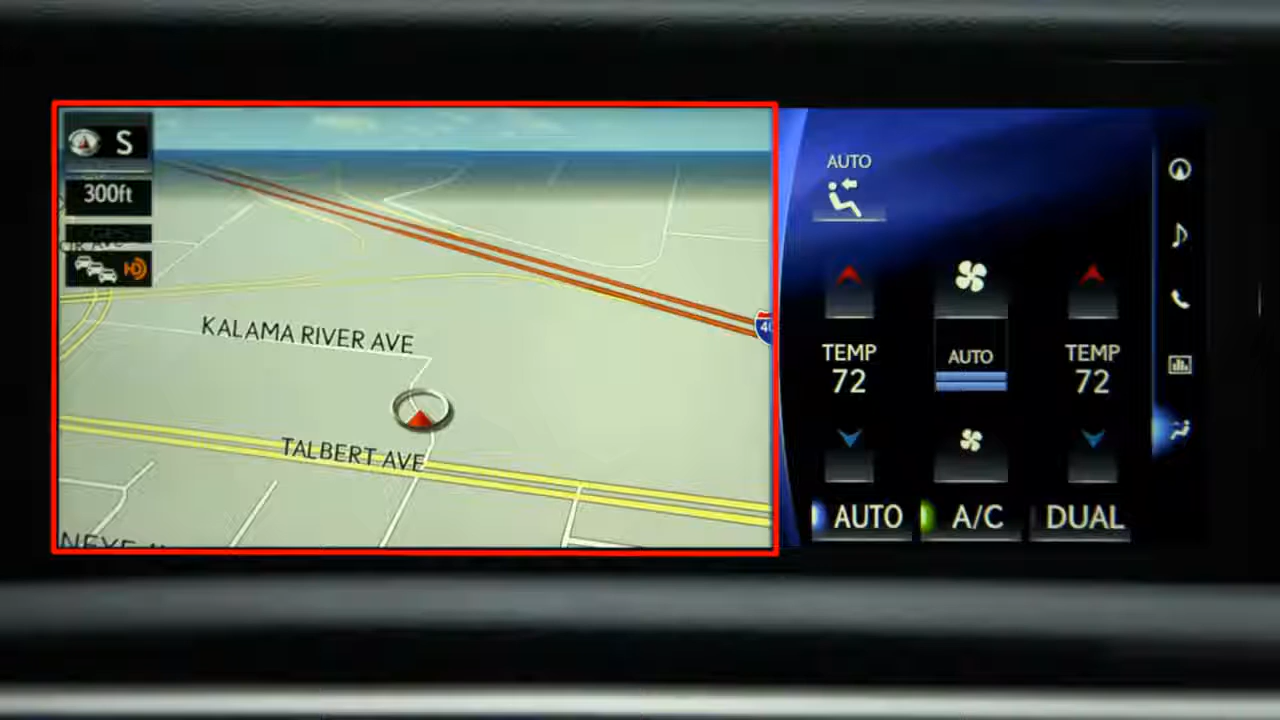 S
300ft
KALAMA RIVER AVE
TALBERT AVE
AUTO
TEMP
72
AUTO
TEMP
72
AUTO
A/C
DUAL